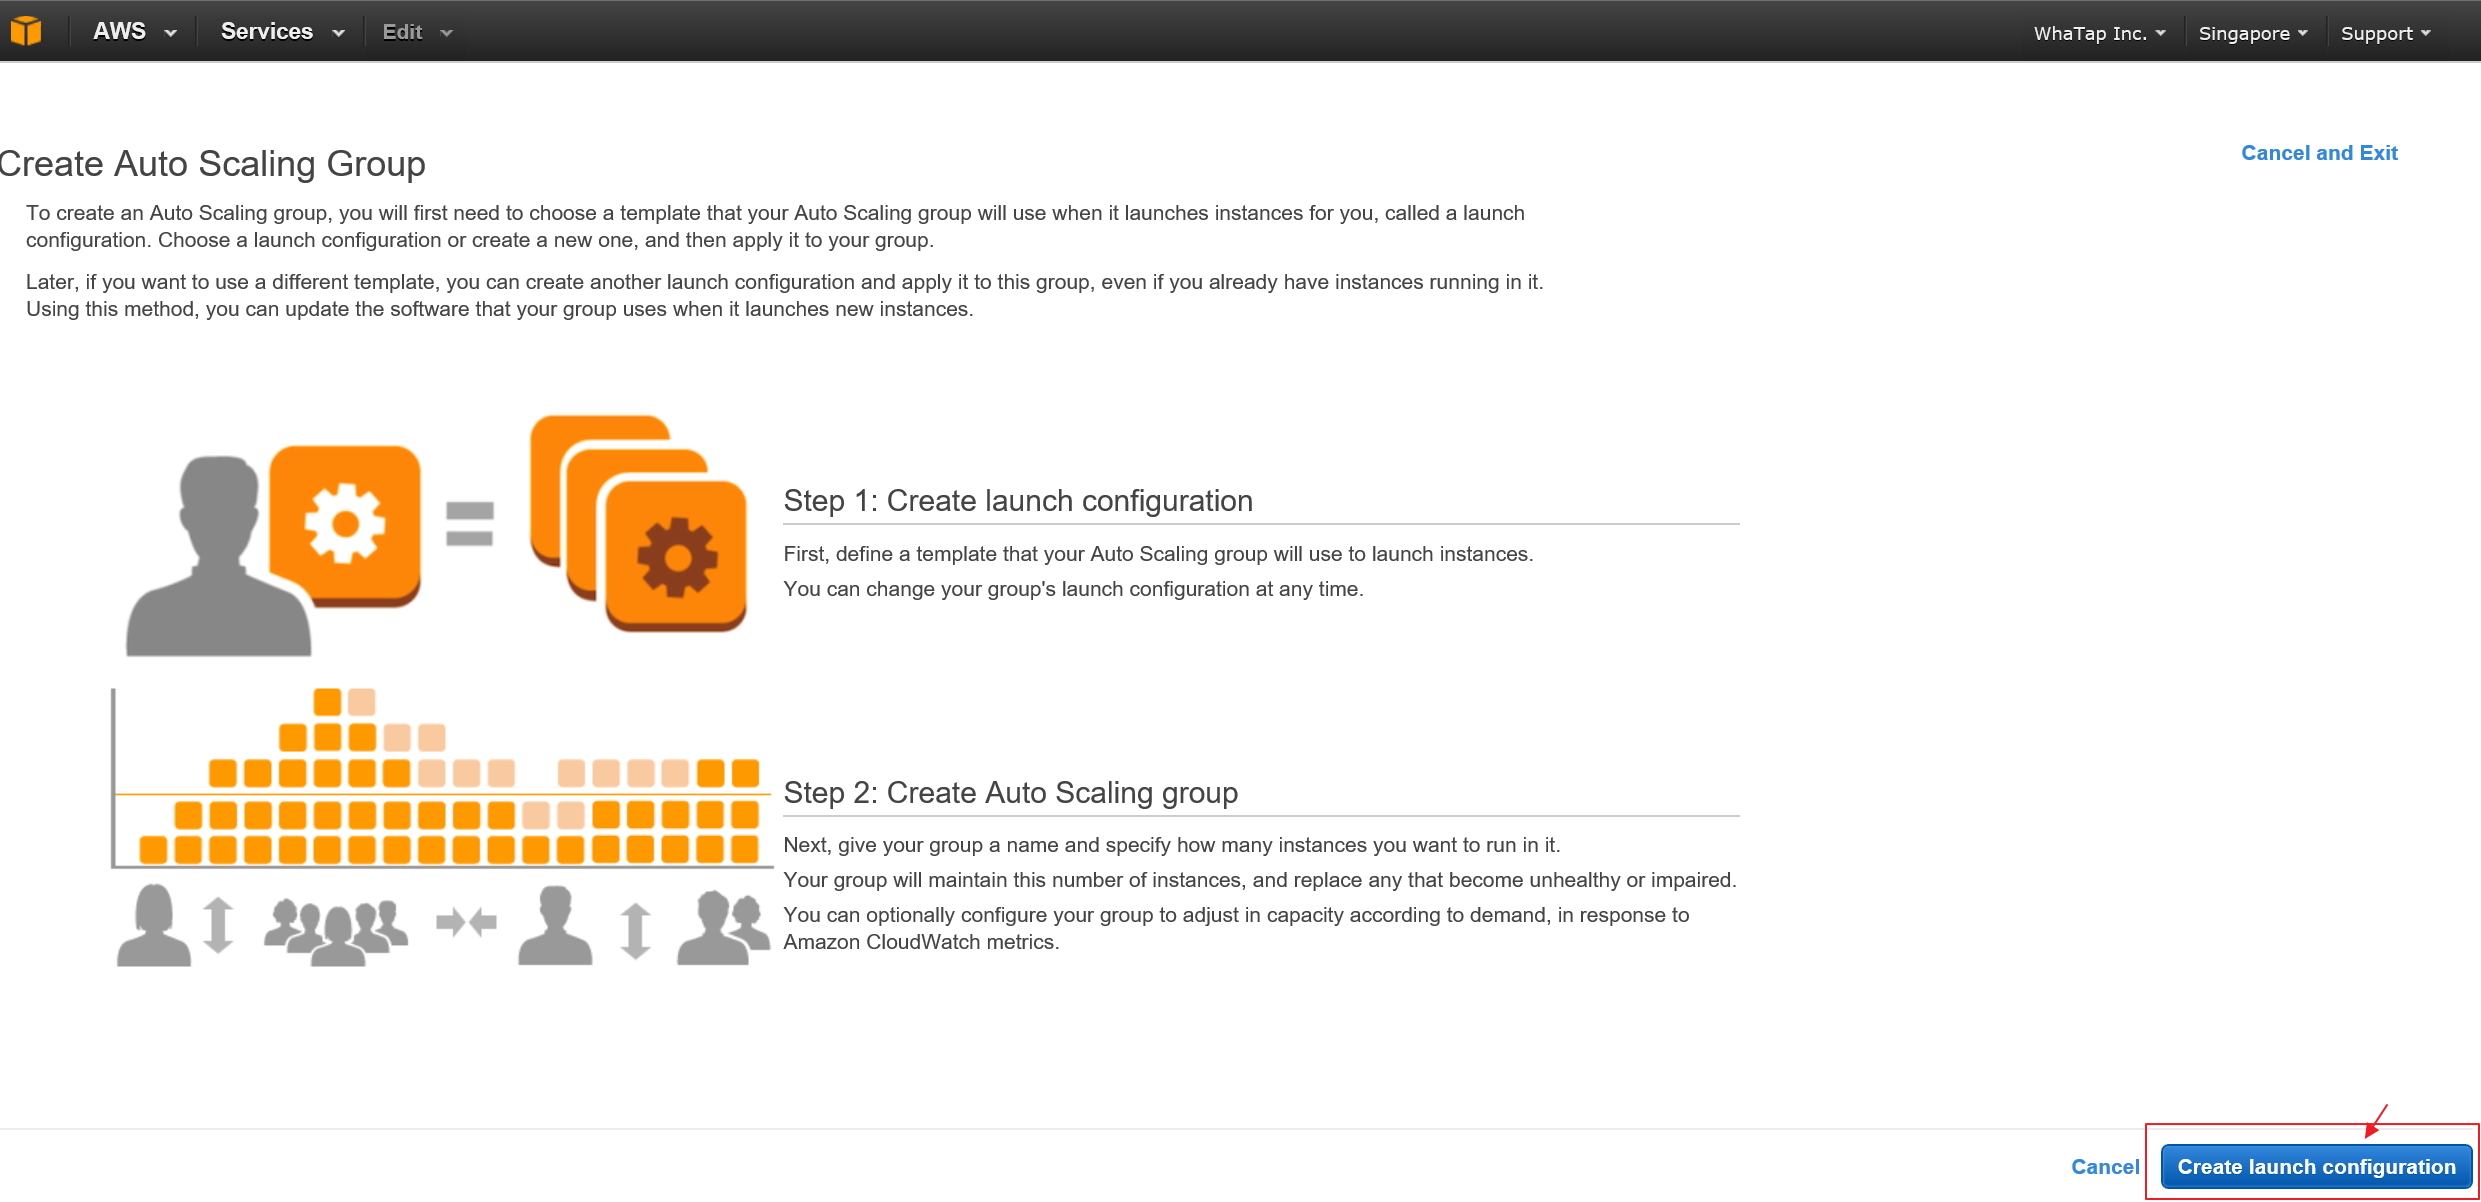 AWS Services Edit WhaTap Inc. Singapore Support
Create Auto Scaling Group
Cancel and Exit
To create an Auto Scaling group, you will first need to choose a template that your Auto Scaling group will use when it launches instances for you, called a launch
configuration. Choose a launch configuration or create a new one, and then apply it to your group.
Later, if you want to use a different template, you can create another launch configuration and apply it to this group, even if you already have instances running in it.
Using this method, you can update the software that your group uses when it launches new instances.
Step 1: Create launch configuration
First, define a template that your Auto Scaling group will use to launch instances.
You can change your group's launch configuration at any time.
Step 2: Create Auto Scaling group
Next, give your group a name and specify how many instances you want to run in it.
Your group will maintain this number of instances, and replace any that become unhealthy or impaired.
You can optionally configure your group to adjust in capacity according to demand, in response to
Amazon CloudWatch metrics.
Cancel Create launch configuration